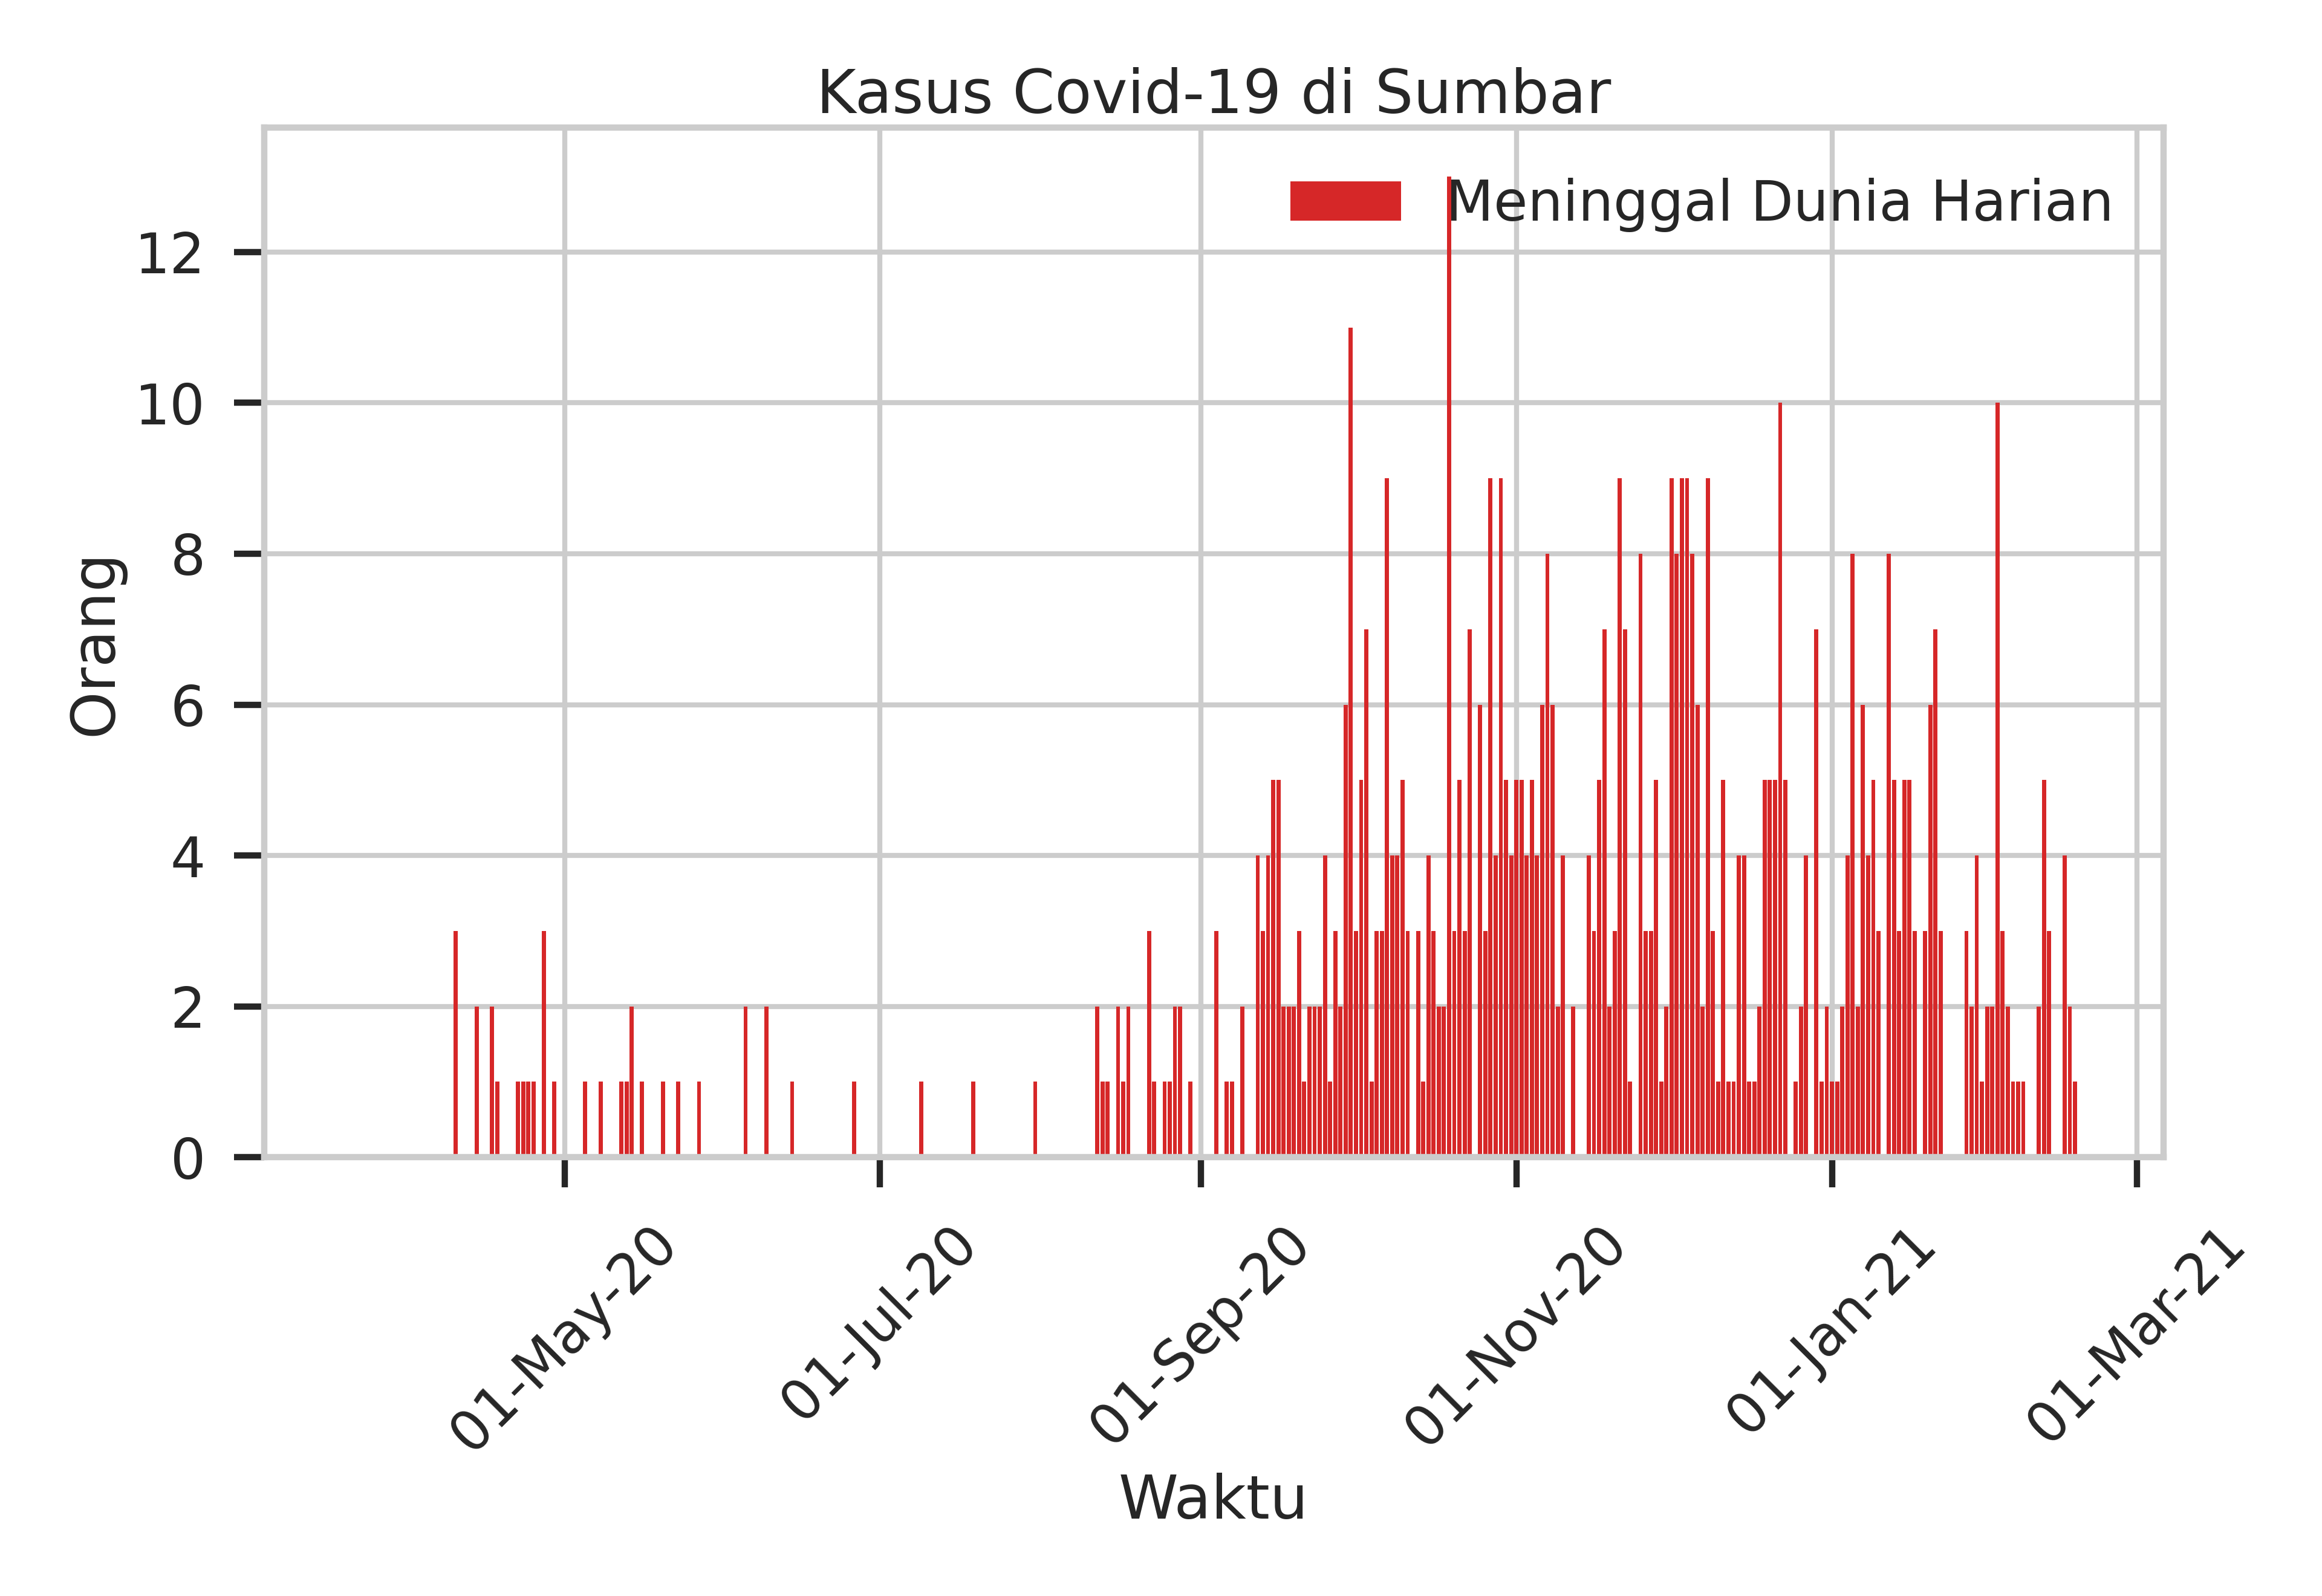 Kasus Covid-19 di Sumbar
Meninggal Dunia Harian
12
10
8
6
4
2
0
Orang
01-May-20
01-Jul-20
01-Sep-20
01-Nov-20
01-Jan-21
01-Mar-21
Waktu